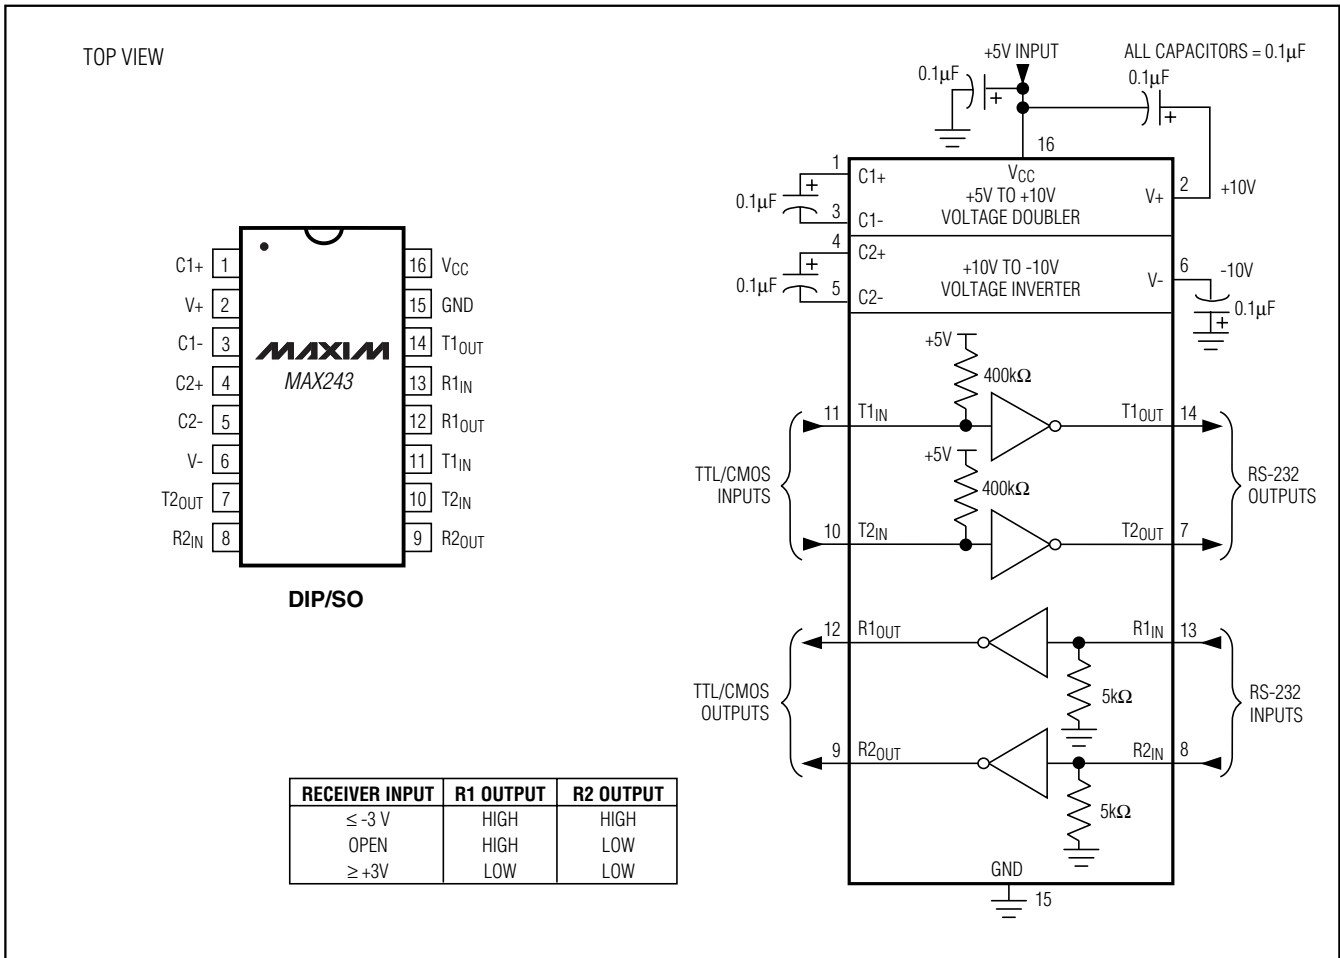 TOP VIEW
C1+ 1
V+ 2
C1- 3
C2+ 4
C2- 5
V- 6
T2OUT 7
R2IN 8
16 VCC
15 GND
14 T1OUT
13 R1IN
12 R1OUT
11 T1IN
10 T2IN
9 R2OUT
MAXIM
MAX243
DIP/SO
RECEIVER INPUT R1 OUTPUT R2 OUTPUT
≤ -3 V HIGH HIGH
OPEN HIGH LOW
≥ +3V LOW LOW
+5V INPUT
ALL CAPACITORS = 0.1µF
0.1µF
+
0.1µF
+
16
VCC
+5V TO +10V
VOLTAGE DOUBLER
1
C1+
+
0.1µF
3
C1-
V+
2
+10V
4
C2+
+
0.1µF
5
C2-
+10V TO -10V
VOLTAGE INVERTER
V-
6
-10V
0.1µF
+
+5V
400kΩ
11
T1IN
T1OUT
14
+5V
400kΩ
TTL/CMOS
INPUTS
RS-232
OUTPUTS
10
T2IN
T2OUT
7
12
R1OUT
R1IN
13
TTL/CMOS
OUTPUTS
5kΩ
RS-232
INPUTS
9
R2OUT
R2IN
8
5kΩ
GND
15